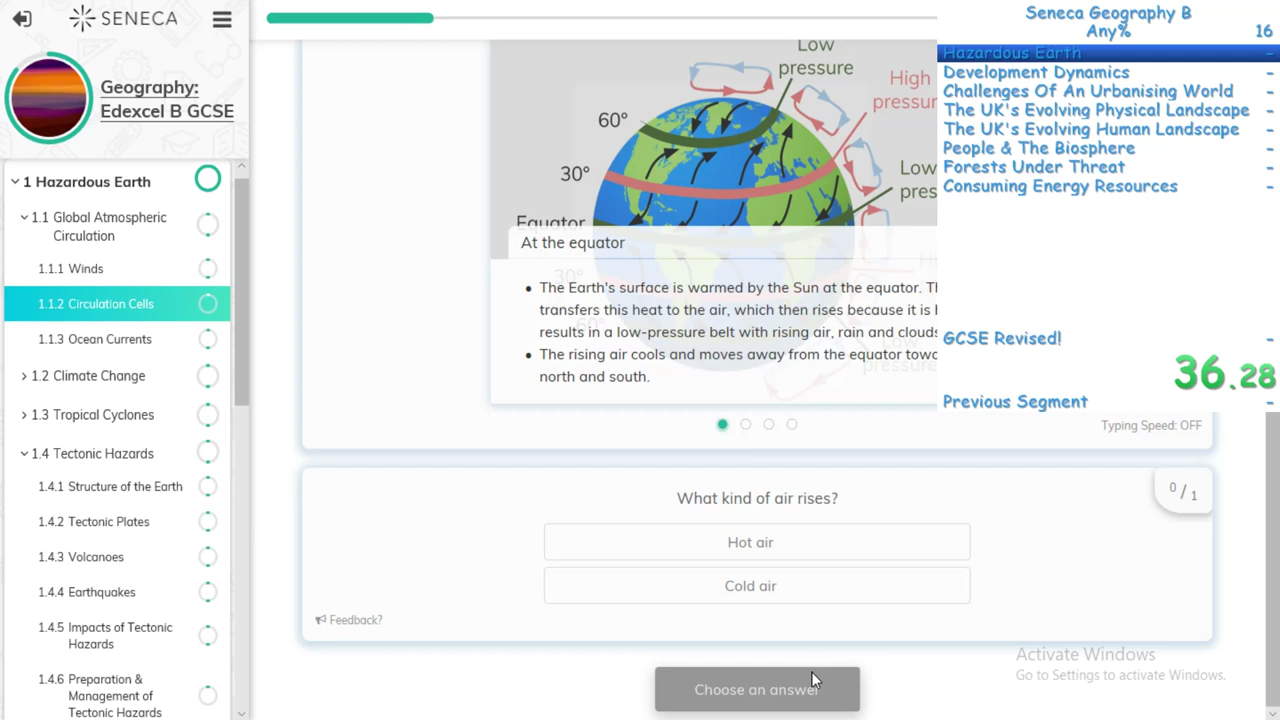 SENECA
Geography:
Edexcel B GCSE
1 Hazardous Earth
1.1 Global Atmospheric
Circulation
1.1.1 Winds
1.1.2 Circulation Cells
1.1.3 Ocean Currents
1.2 Climate Change
1.3 Tropical Cyclones
1.4 Tectonic Hazards
1.4.1 Structure of the Earth
1.4.2 Tectonic Plates
1.4.3 Volcanoes
1.4.4 Earthquakes
1.4.5 Impacts of Tectonic
Hazards
1.4.6 Preparation &
Management of
Tectonic Hazards
Low
pressure
High
pressure
60°
30°
Low
pres
Equator
30°
At the equator
• The Earth's surface is warmed by the Sun at the equator. Th
transfers this heat to the air, which then rises because it is
results in a low-pressure belt with rising air, rain and clouds
• The rising air cools and moves away from the equator towa
north and south.
Typing Speed: OFF
What kind of air rises?
0/1
Hot air
Cold air
Feedback?
Choose an answer
Activate Windows
Go to Settings to activate Windows.
Seneca Geography B
Any% 16
Hazardous Earth -
Development Dynamics -
Challenges Of An Urbanising World -
The UK's Evolving Physical Landscape -
The UK's Evolving Human Landscape -
People & The Biosphere -
Forests Under Threat -
Consuming Energy Resources -
GCSE Revised! -
36.28
Previous Segment -